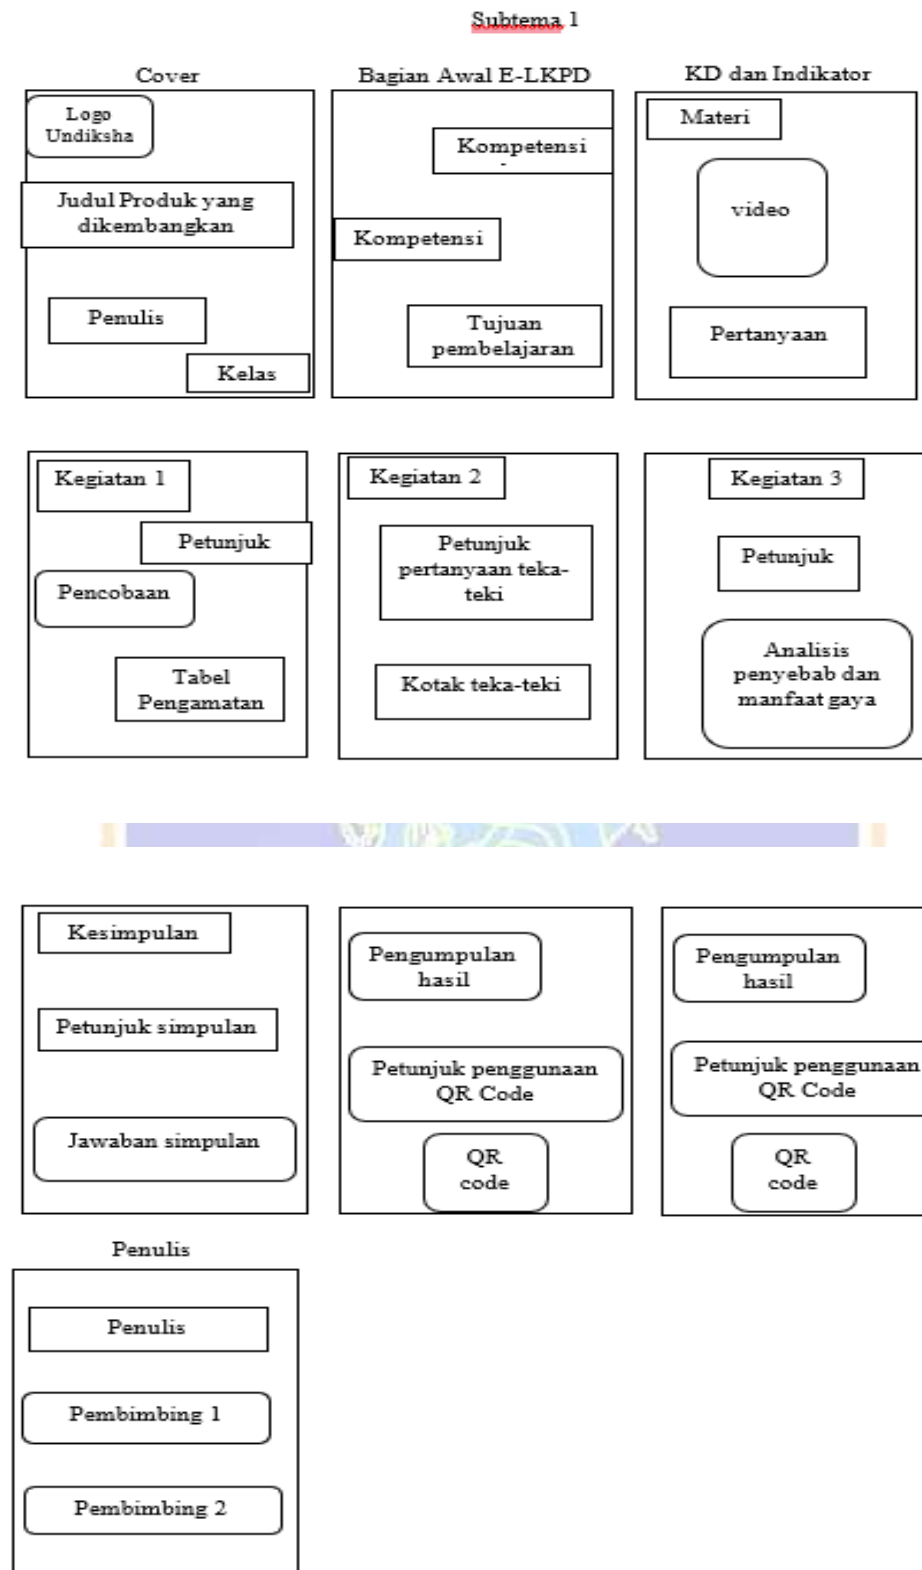 Subtema 1
Cover
Logo
Undiksha
Judul Produk yang
dikembangkan
Penulis
Kelas
Bagian Awal E-LKPD
Kompetensi
Kompetensi
Tujuan
pembelajaran
KD dan Indikator
Materi
video
Pertanyaan
Kegiatan 1
Petunjuk
Pencobaan
Tabel
Pengamatan
Kegiatan 2
Petunjuk
pertanyaan teka-
teki
Kotak teka-teki
Kegiatan 3
Petunjuk
Analisis
penyebab dan
manfaat gaya
Kesimpulan
Petunjuk simpulan
Jawaban simpulan
Pengumpulan
hasil
Petunjuk penggunaan
QR Code
QR
code
Pengumpulan
hasil
Petunjuk penggunaan
QR Code
QR
code
Penulis
Penulis
Pembimbing 1
Pembimbing 2